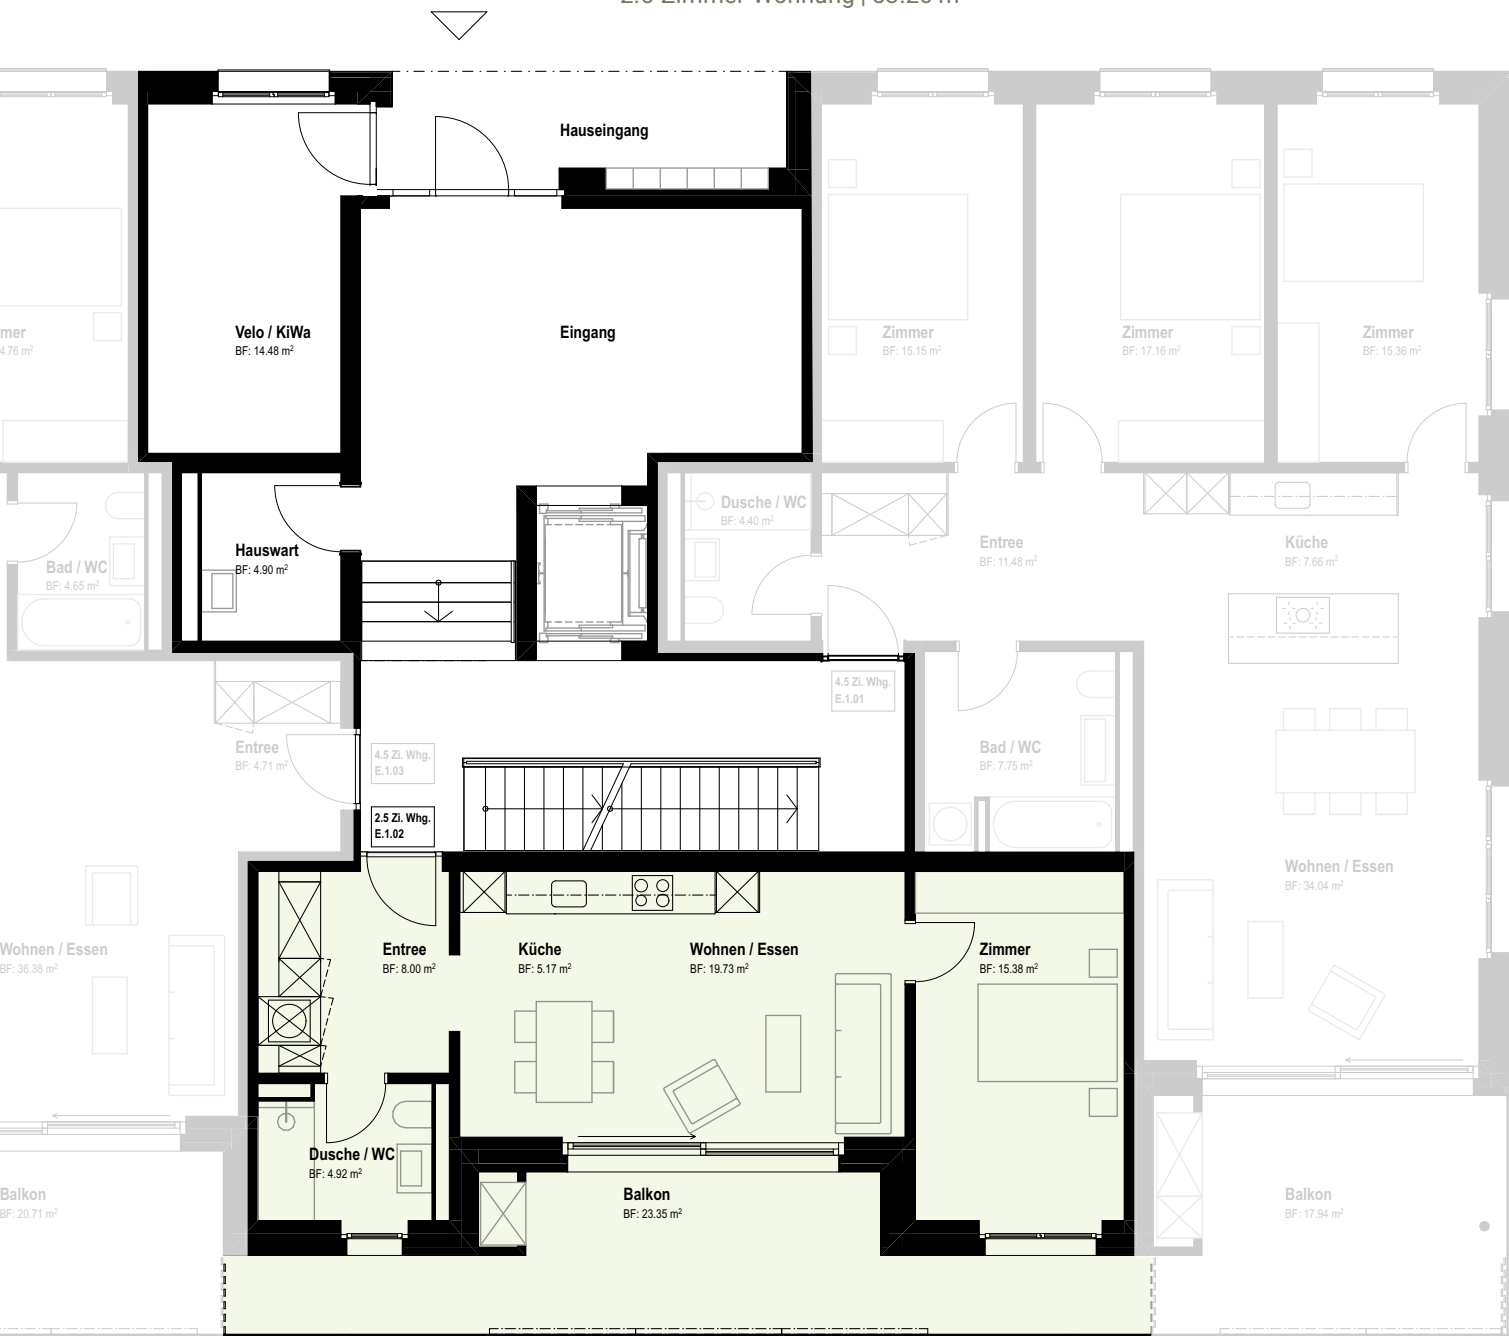 Hauseingang
Velo / KiWa
BF: 14.48 m²
Eingang
Zimmer
BF: 15.15 m²
Zimmer
BF: 17.16 m²
Zimmer
BF: 15.36 m²
mer
4.76 m²
Hauswart
BF: 4.90 m²
Bad / WC
BF: 4.65 m²
Dusche / WC
BF: 4.40 m²
Entree
BF: 11.48 m²
Küche
BF: 7.66 m²
4.5 Zi. Whg.
E.1.01
Entree
BF: 4.71 m²
4.5 Zi. Whg.
E.1.03
Bad / WC
BF: 7.75 m²
2.5 Zi. Whg.
E.1.02
Wohnen / Essen
BF: 34.04 m²
Wohnen / Essen
BF: 36.38 m²
Entree
BF: 8.00 m²
Küche
BF: 5.17 m²
Wohnen / Essen
BF: 19.73 m²
Zimmer
BF: 15.38 m²
Dusche / WC
BF: 4.92 m²
Balkon
BF: 20.71 m²
Balkon
BF: 23.35 m²
Balkon
BF: 17.94 m²